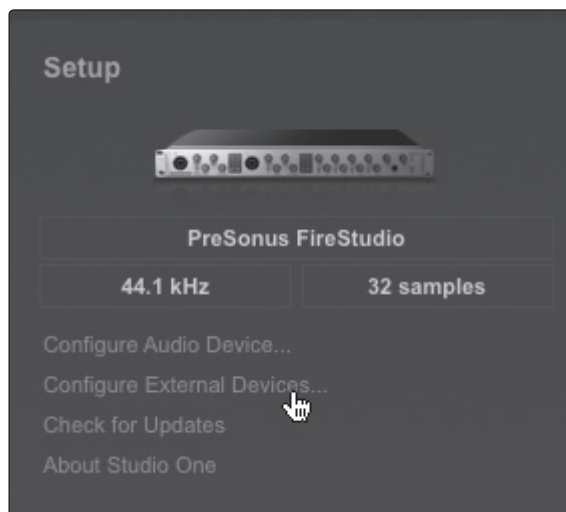 Setup
PreSonus FireStudio
44.1 kHz 32 samples
Configure Audio Device...
Configure External Devices...
Check for Updates
About Studio One